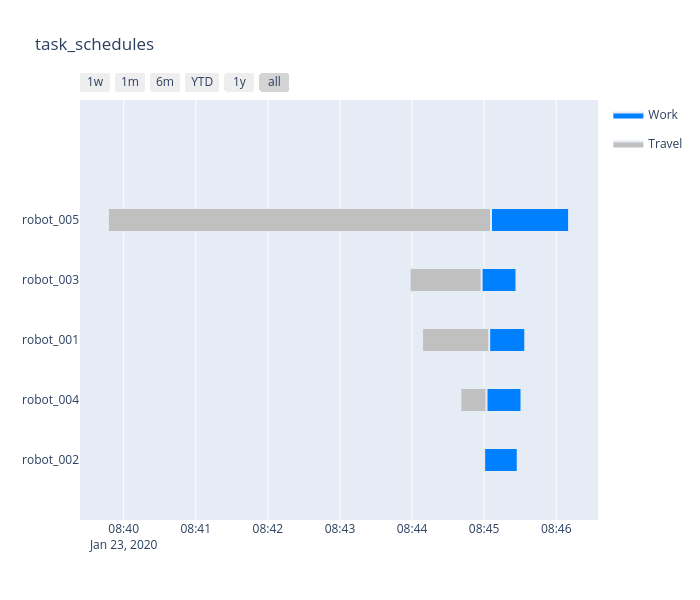 task_schedules
1w 1m 6m YTD 1y all
Work
Travel
robot_005
robot_003
robot_001
robot_004
robot_002
08:40 08:41 08:42 08:43 08:44 08:45 08:46
Jan 23, 2020